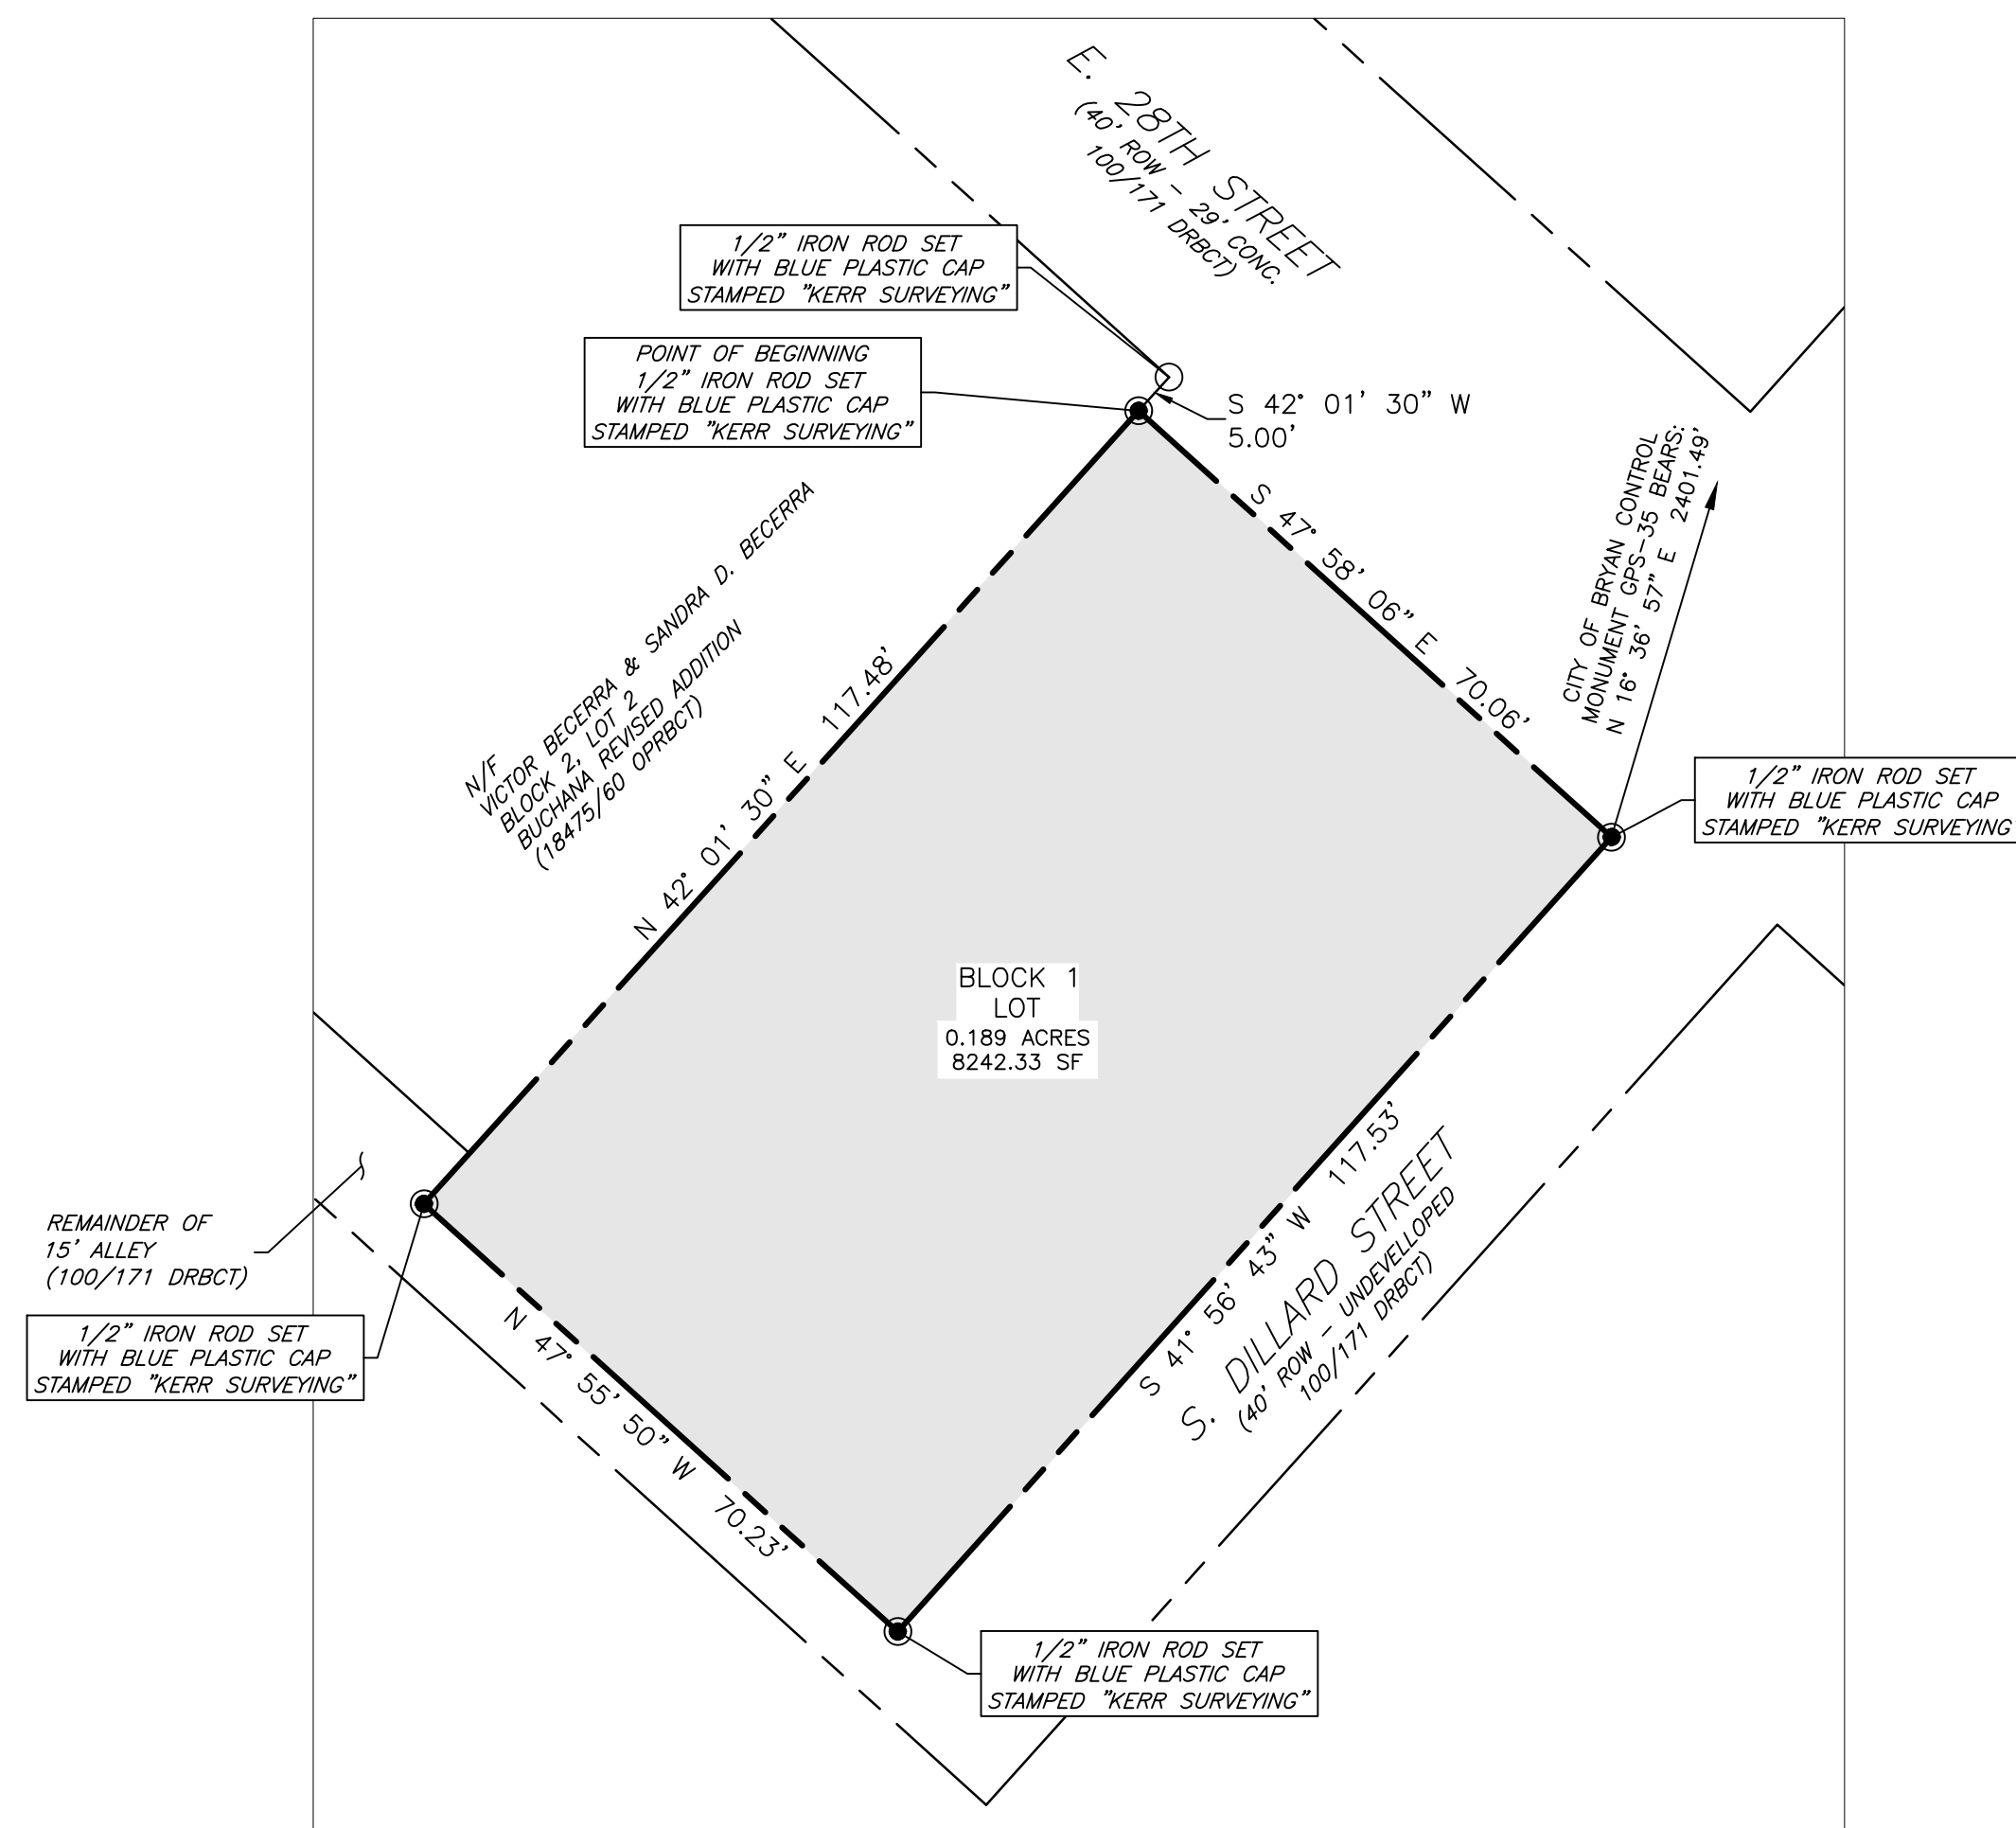 E. 28TH STREET
(40' ROW - 29' CONC.
100/171 DRBCT)
1/2" IRON ROD SET
WITH BLUE PLASTIC CAP
STAMPED "KERR SURVEYING"
POINT OF BEGINNING
1/2" IRON ROD SET
WITH BLUE PLASTIC CAP
STAMPED "KERR SURVEYING"
S 42° 01' 30" W
5.00'
CITY OF BRYAN CONTROL
MONUMENT GPS-35 BEARS:
N 16° 36' 57" E 2401.49'
S 47° 58' 06" E 70.06'
N/F
VICTOR BECERRA & SANDRA D. BECERRA
BLOCK 2, LOT 2
BUCHANA REVISED ADDITION
(18475/60 OPRBCT)
N 42° 01' 30" E 117.48'
1/2" IRON ROD SET
WITH BLUE PLASTIC CAP
STAMPED "KERR SURVEYING
BLOCK 1
LOT
0.189 ACRES
8242.33 SF
S 41° 56' 43" W 117.53'
S. DILLARD STREET
(40' ROW - UNDEVELLOPED
100/171 DRBCT)
REMAINDER OF
15' ALLEY
(100/171 DRBCT)
1/2" IRON ROD SET
WITH BLUE PLASTIC CAP
STAMPED "KERR SURVEYING"
N 47° 55' 50" W 70.23'
1/2" IRON ROD SET
WITH BLUE PLASTIC CAP
STAMPED "KERR SURVEYING"